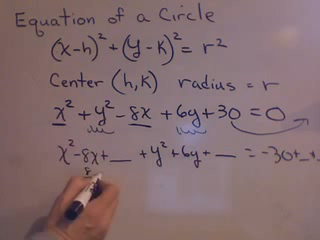 Equation of a Circle
(x-h)² + (y-k)² = r²
Center (h,k) radius = r
x² + y² - 8x + 6y + 30 = 0
x² - 8x + __ + y² + 6y + __ = -30 + _ + _
8